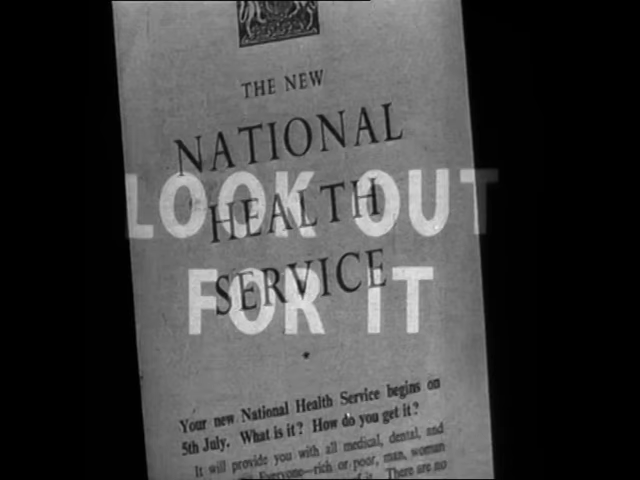 THE NEW
NATIONAL
LOOK OUT
HEALTH
FOR IT
SERVICE
*
Your new National Health Service begins on
5th July. What is it? How do you get it?
It will provide you with all medical, dental, and
Everyone—rich or poor, man, woman
of it. There are no